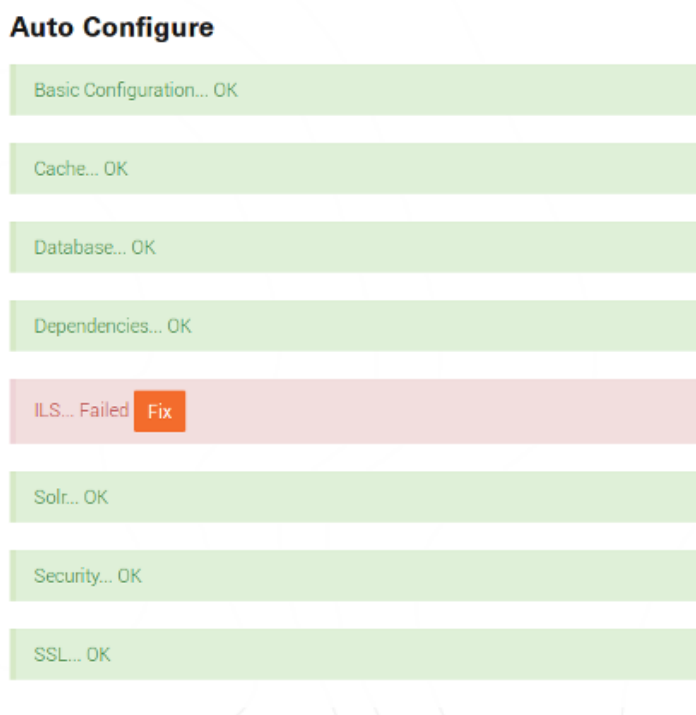 Auto Configure
Basic Configuration... OK
Cache... OK
Database... OK
Dependencies... OK
ILS... Failed Fix
Solr... OK
Security... OK
SSL... OK